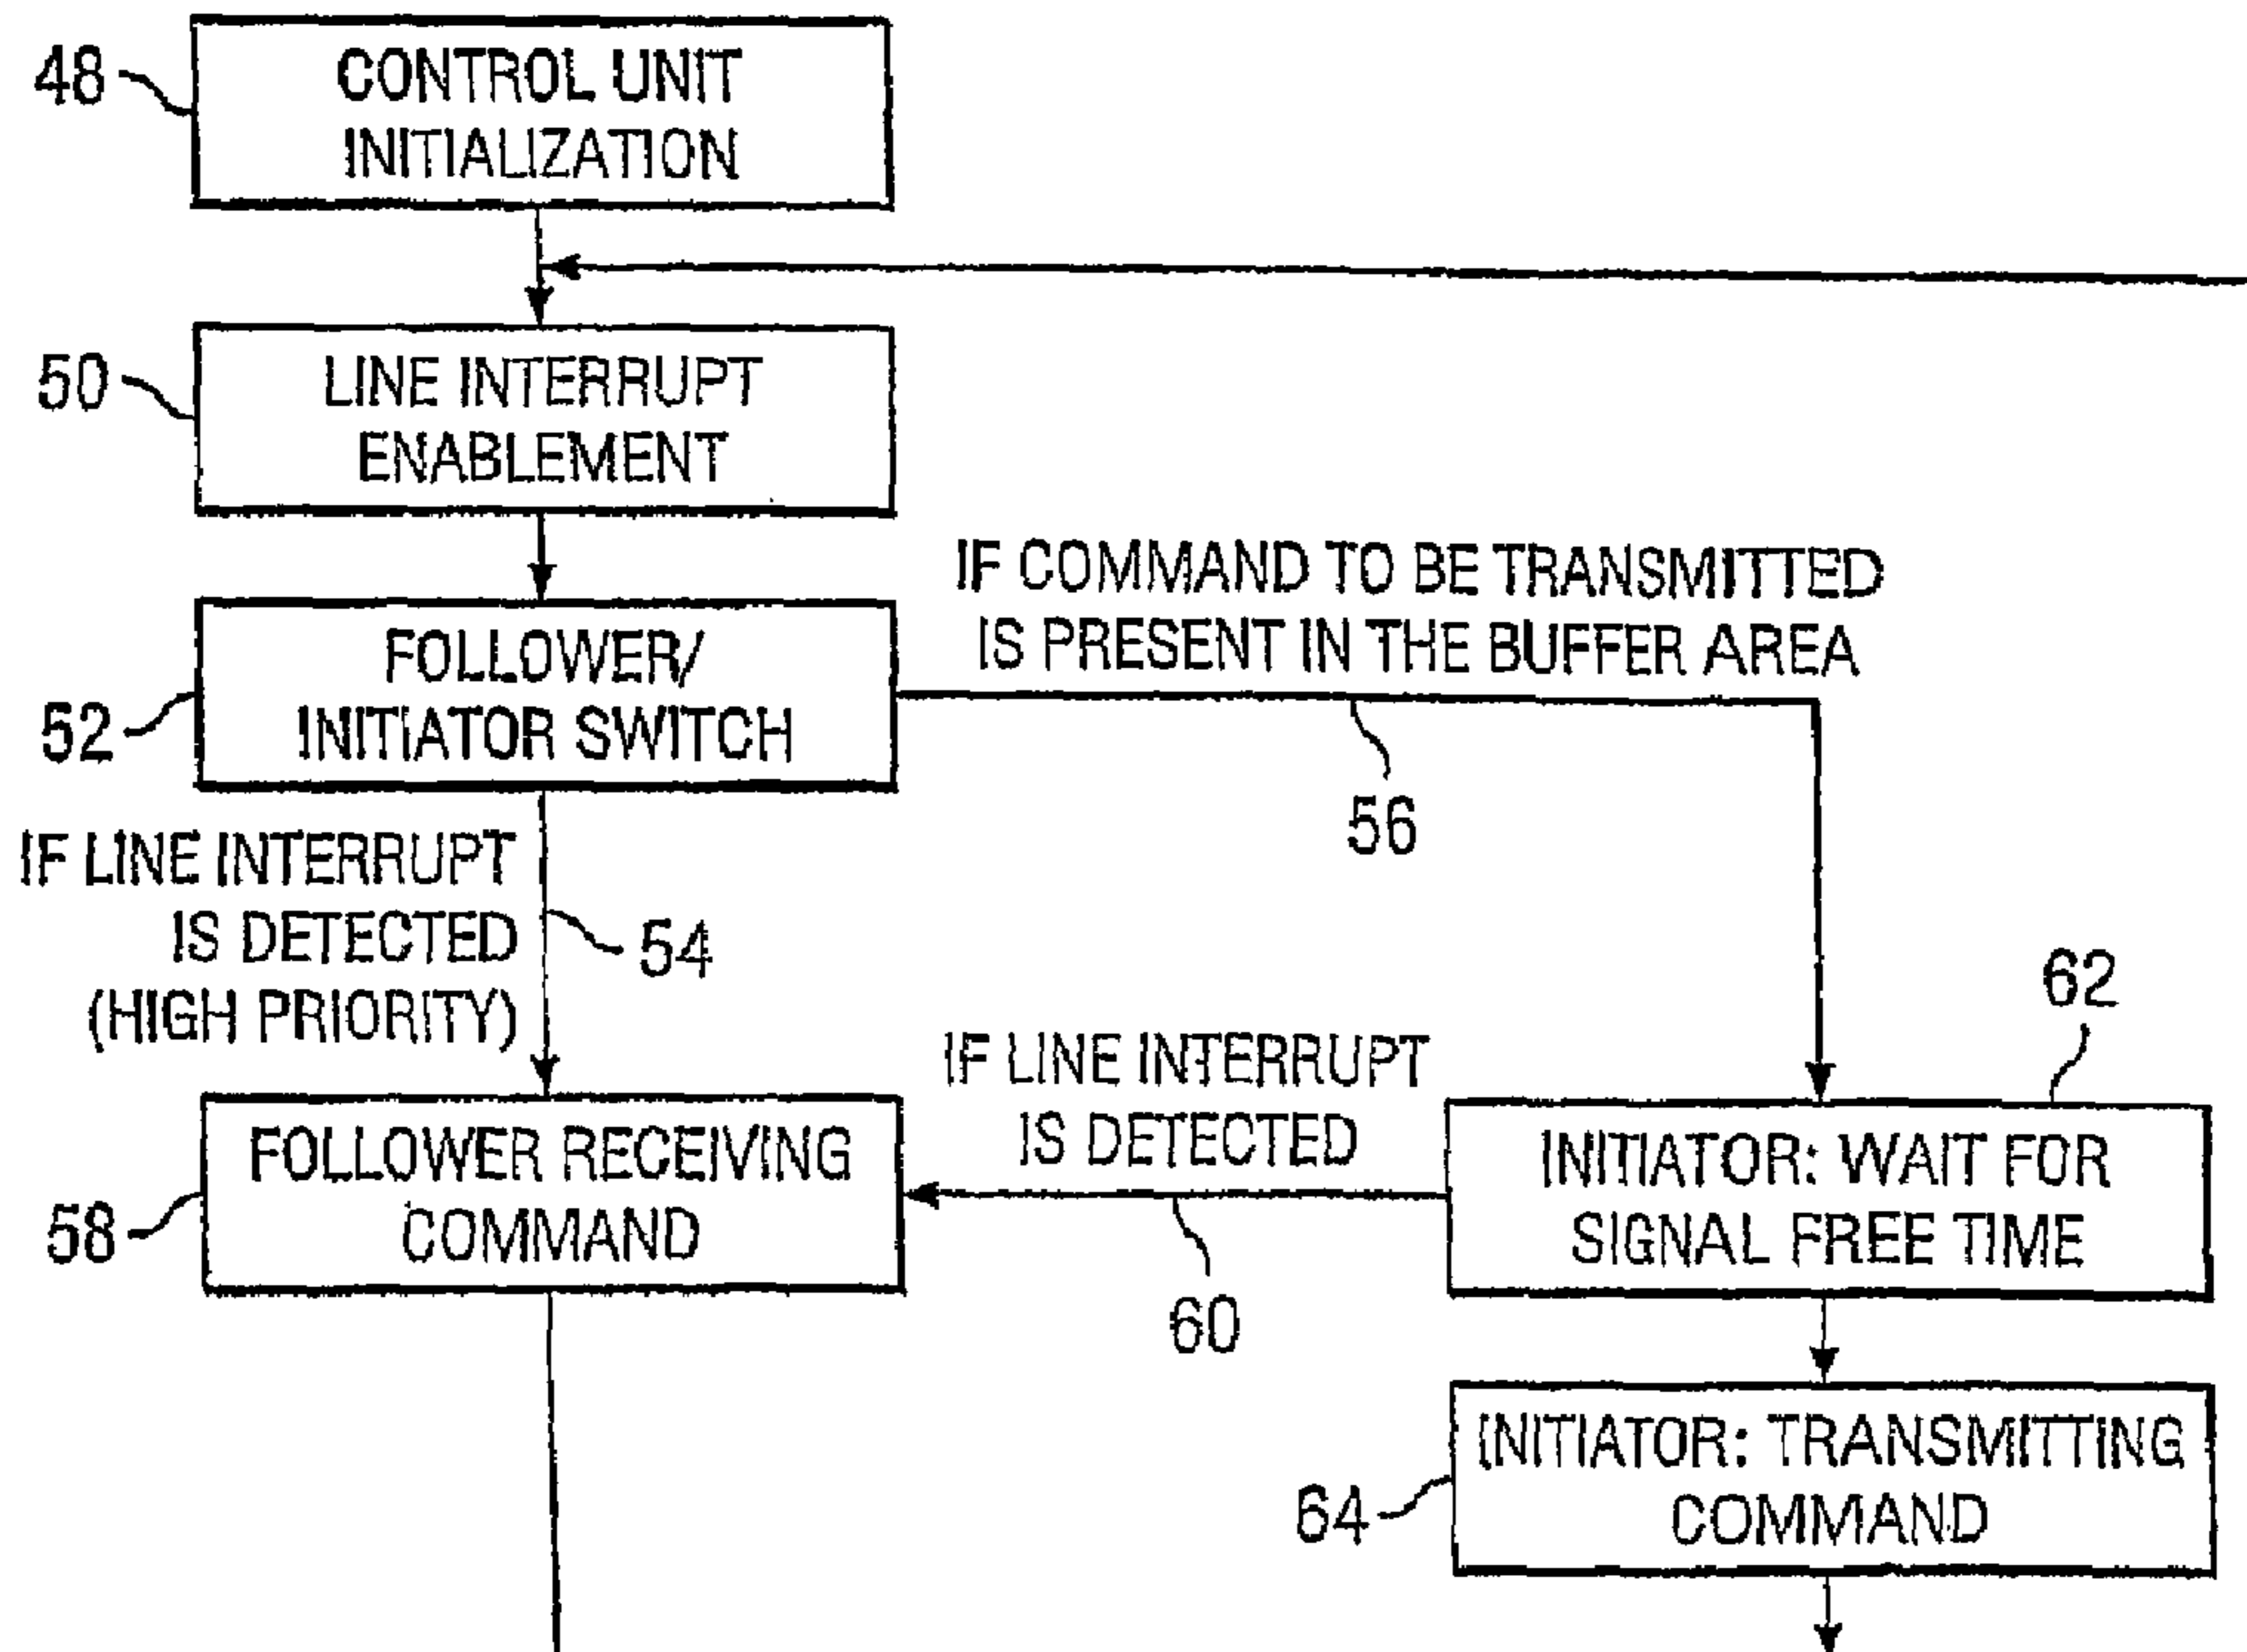 48
CONTROL UNIT
INITIALIZATION
50
LINE INTERRUPT
ENABLEMENT
52
FOLLOWER/
INITIATOR SWITCH
IF COMMAND TO BE TRANSMITTED
IS PRESENT IN THE BUFFER AREA
56
IF LINE INTERRUPT
IS DETECTED
(HIGH PRIORITY)
54
62
58
FOLLOWER RECEIVING
COMMAND
IF LINE INTERRUPT
IS DETECTED
60
INITIATOR: WAIT FOR
SIGNAL FREE TIME
64
INITIATOR: TRANSMITTING
COMMAND